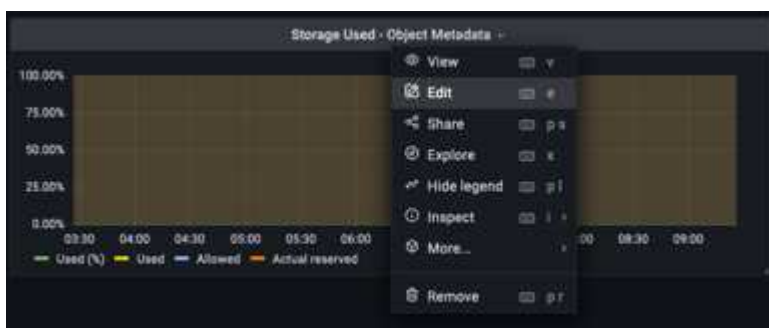 Storage Used - Object Metadata
View v
Edit e
Share p s
Explore x
Hide legend p l
Inspect i
More...
Remove p r
100.00%
75.00%
50.00%
25.00%
0.00%
03:30 04:00 04:30 05:00 05:30 06:00 :00 08:30 09:00
Used (%) Used Allowed Actual reserved